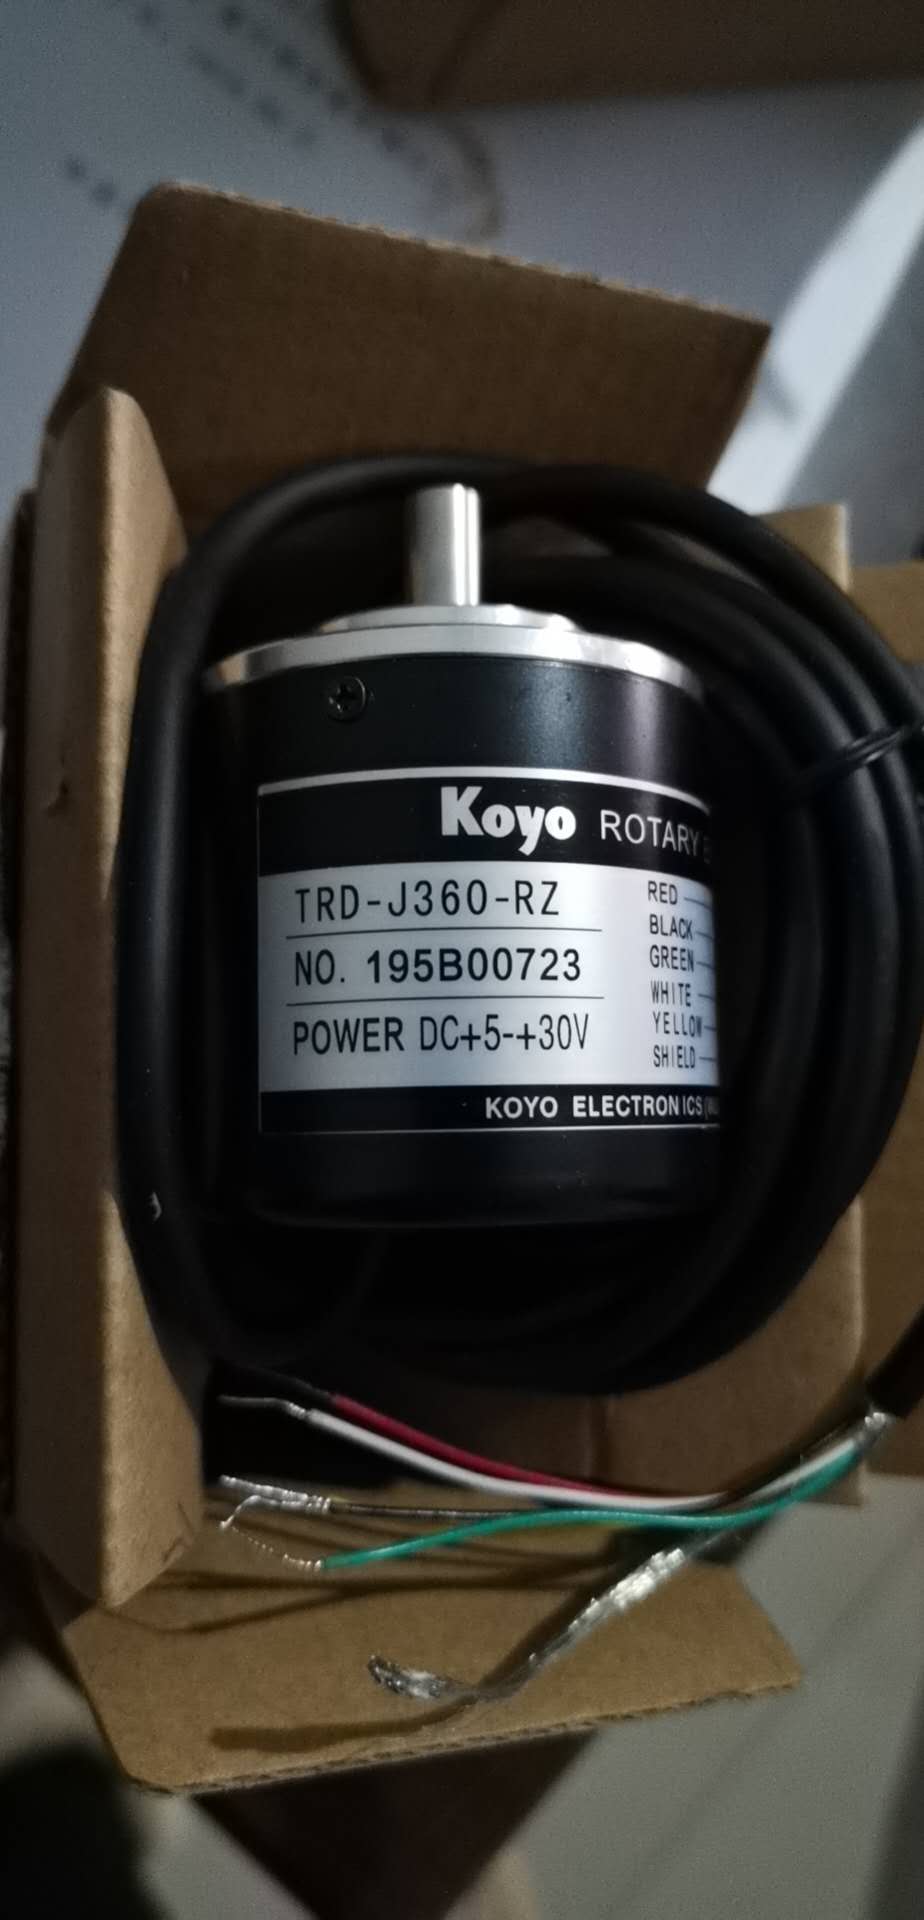 Koyo ROTARY
TRD-J360-RZ
NO. 195B00723
POWER DC+5-+30V
RED
BLACK
GREEN
WHITE
YELLOW
SHIELD
KOYO ELECTRONICS